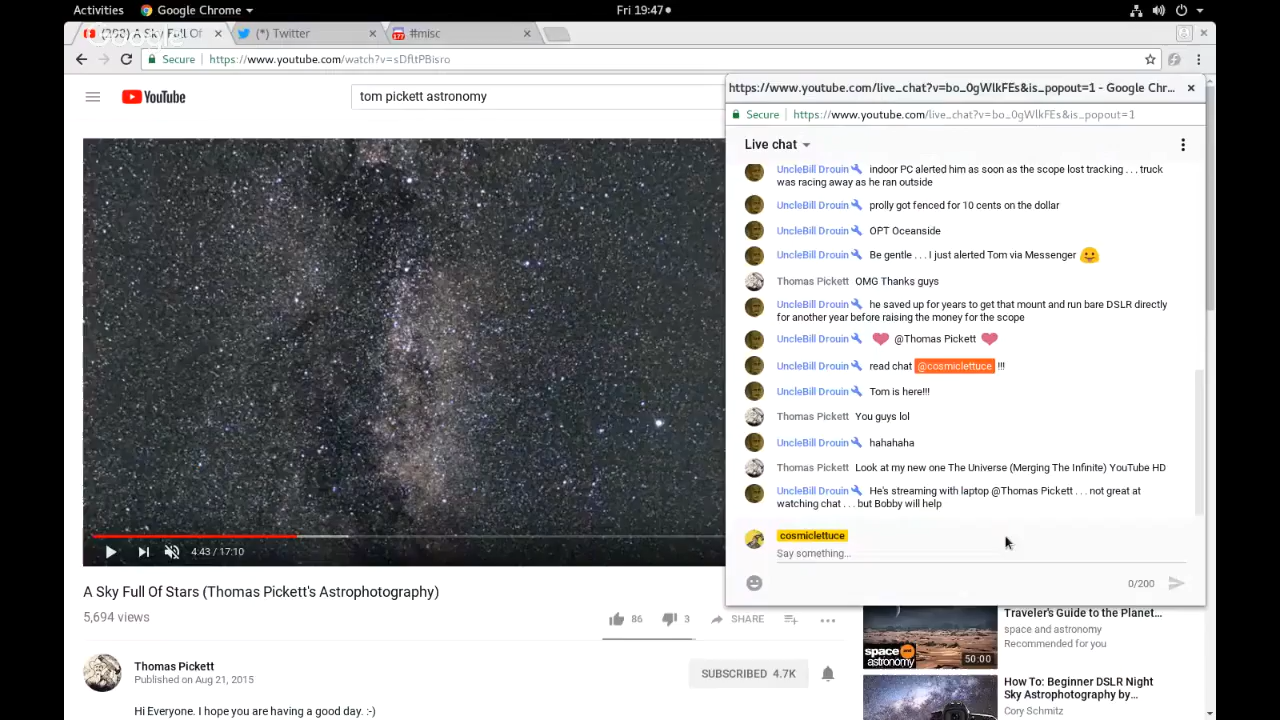 Activities Google Chrome Fri 19:47
(202) A Sky Full Of (*) Twitter #misc
Google
Secure https://www.youtube.com/watch?v=sDfltPBisro
YouTube tom pickett astronomy
https://www.youtube.com/live_chat?v=bo_0gWlkFEs&is_popout=1 - Google Chr...
Secure https://www.youtube.com/live_chat?v=bo_0gWlkFEs&is_popout=1
Live chat
UncleBill Drouin indoor PC alerted him as soon as the scope lost tracking . . . truck
was racing away as he ran outside
UncleBill Drouin prolly got fenced for 10 cents on the dollar
UncleBill Drouin OPT Oceanside
UncleBill Drouin Be gentle . . . I just alerted Tom via Messenger
Thomas Pickett OMG Thanks guys
UncleBill Drouin he saved up for years to get that mount and run bare DSLR directly
for another year before raising the money for the scope
UncleBill Drouin @Thomas Pickett
UncleBill Drouin read chat @cosmiclettuce !!!
UncleBill Drouin Tom is here!!!
Thomas Pickett You guys lol
UncleBill Drouin hahahaha
Thomas Pickett Look at my new one The Universe (Merging The Infinite) YouTube HD
UncleBill Drouin He's streaming with laptop @Thomas Pickett . . . not great at
watching chat . . . but Bobby will help
cosmiclettuce
Say something...
0/200
4:43 / 17:10
A Sky Full Of Stars (Thomas Pickett's Astrophotography)
5,694 views
86 3 SHARE
Thomas Pickett
Published on Aug 21, 2015
SUBSCRIBED 4.7K
Hi Everyone. I hope you are having a good day. :-)
Traveler's Guide to the Planet...
space and astronomy
Recommended for you
space and
astronomy
50:00
How To: Beginner DSLR Night
Sky Astrophotography by...
Cory Schmitz